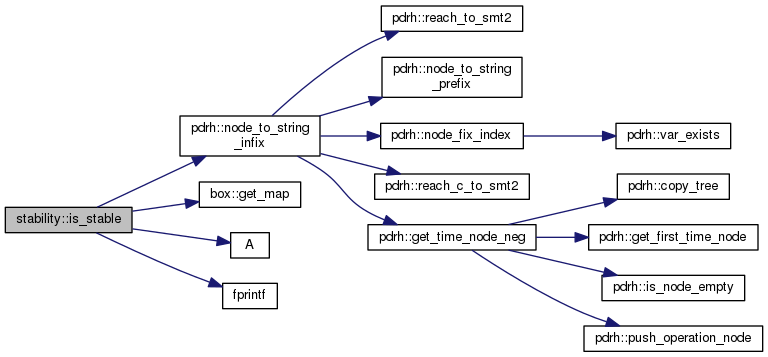 stability::is_stable
pdrh::node_to_string
_infix
box::get_map
A
fprintf
pdrh::reach_to_smt2
pdrh::node_to_string
_prefix
pdrh::node_fix_index
pdrh::reach_c_to_smt2
pdrh::get_time_node_neg
pdrh::var_exists
pdrh::copy_tree
pdrh::get_first_time_node
pdrh::is_node_empty
pdrh::push_operation_node